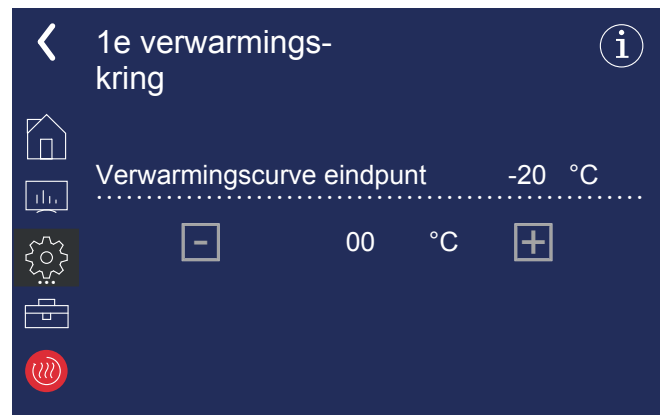 1e verwarmings-
kring
Verwarmingscurve eindpunt -20 °C
- 00 °C +